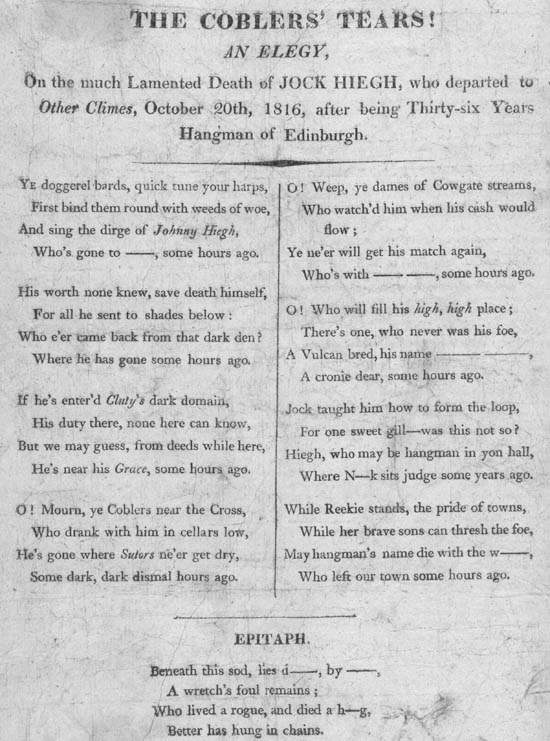 THE COBLERS' TEARS!
AN ELEGY,
On the much Lamented Death of JOCK HIEGH, who departed to
Other Climes, October 20th, 1816, after being Thirty-six Years
Hangman of Edinburgh.
YE doggerel bards, quick tune your harps,
First bind them round with weeds of woe,
And sing the dirge of Johnny Hiegh,
Who's gone to ——, some hours ago.
His worth none knew, save death himself,
For all he sent to shades below :
Who e'er came back from that dark den?
Where he has gone some hours ago.
If he's enter'd Cluty's dark domain,
His duty there, none here can know,
But we may guess, from deeds while here,
He's near his Grace, some hours ago.
O! Mourn, ye Coblers near the Cross,
Who drank with him in cellars low,
He's gone where Sutors ne'er get dry,
Some dark, dark dismal hours ago.
O! Weep, ye dames of Cowgate streams,
Who watch'd him when his cash would
flow;
Ye ne'er will get his match again,
Who's with —— ——, some hours ago.
O! Who will fill his high, high place;
There's one, who never was his foe,
A Vulcan bred, his name —— ——,
A cronie dear, some hours ago.
Jock taught him how to form the loop,
For one sweet gill—was this not so?
Hiegh, who may be hangman in yon hall,
Where N—k sits judge some years ago.
While Reekie stands, the pride of towns,
While her brave sons can thresh the foe,
May hangman's name die with the w——,
Who left our town some hours ago.
EPITAPH.
Beneath this sod, lies d——, by ——,
A wretch's foul remains;
Who lived a rogue, and died a h—g,
Better has hung in chains.